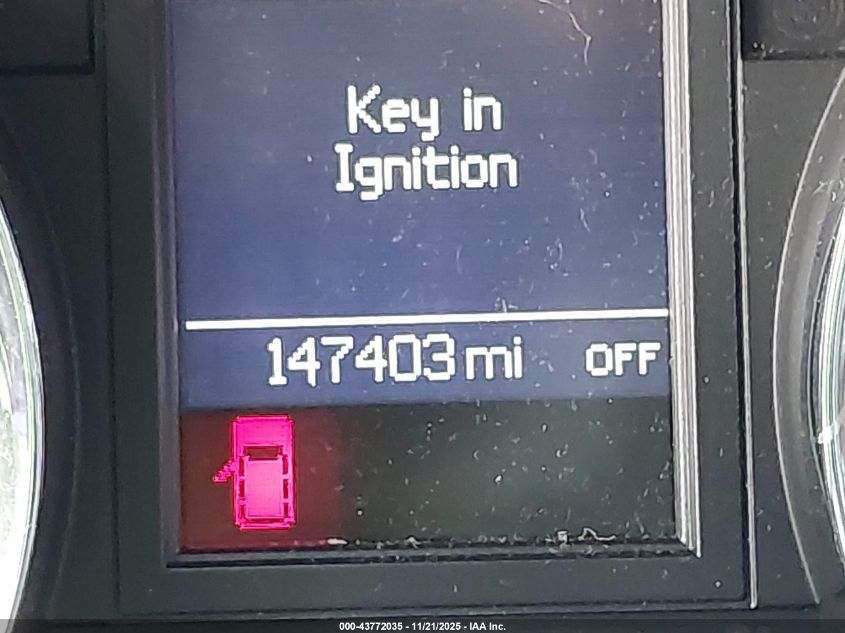 Key in
Ignition
147403 mi OFF
000-43772035 - 11/21/2025 - IAA Inc.